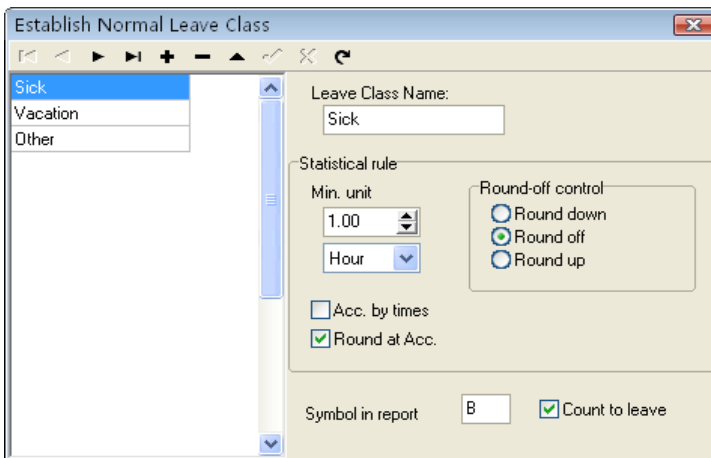 Establish Normal Leave Class
Sick
Vacation
Other
Leave Class Name:
Sick
Statistical rule
Min. unit
1.00
Hour
Round-off control
Round down
Round off
Round up
Acc. by times
Round at Acc.
Symbol in report
B
Count to leave